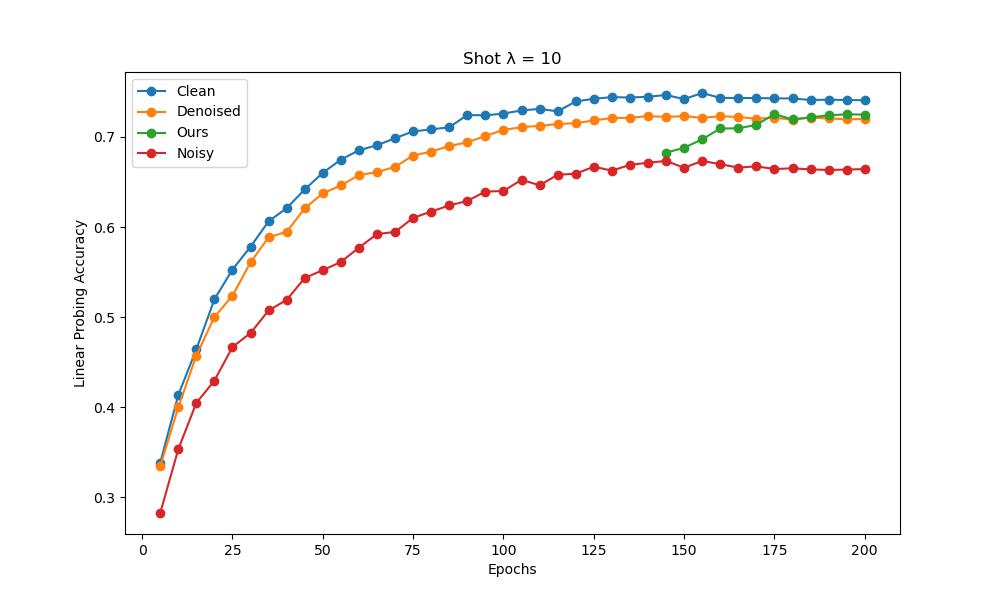 Shot λ = 10
Clean
Denoised
Ours
Noisy
Linear Probing Accuracy
0.7
0.6
0.5
0.4
0.3
0 25 50 75 100 125 150 175 200
Epochs